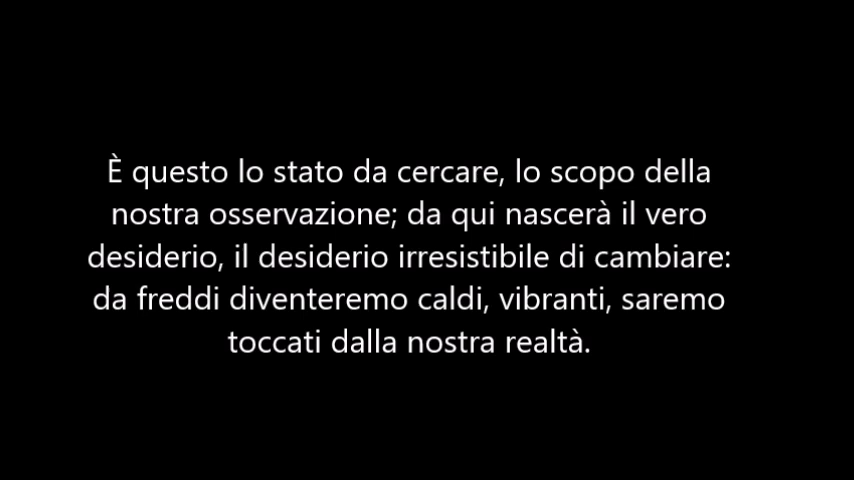 È questo lo stato da cercare, lo scopo della
nostra osservazione; da qui nascerà il vero
desiderio, il desiderio irresistibile di cambiare:
da freddi diventeremo caldi, vibranti, saremo
toccati dalla nostra realtà.